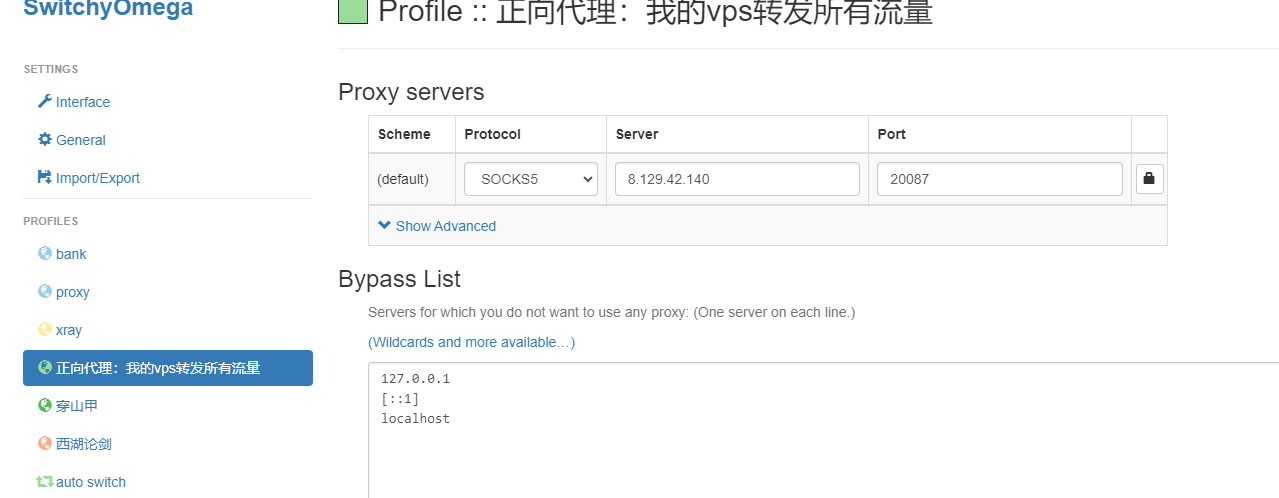 SwitchyOmega
Profile :: 正向代理：我的vps转发所有流量
SETTINGS
Interface
General
Import/Export
PROFILES
bank
proxy
xray
正向代理：我的vps转发所有流量
穿山甲
西湖论剑
auto switch
Proxy servers
Scheme Protocol Server Port
(default) SOCKS5 8.129.42.140 20087
Show Advanced
Bypass List
Servers for which you do not want to use any proxy: (One server on each line.)
(Wildcards and more available…)
127.0.0.1
[::1]
localhost